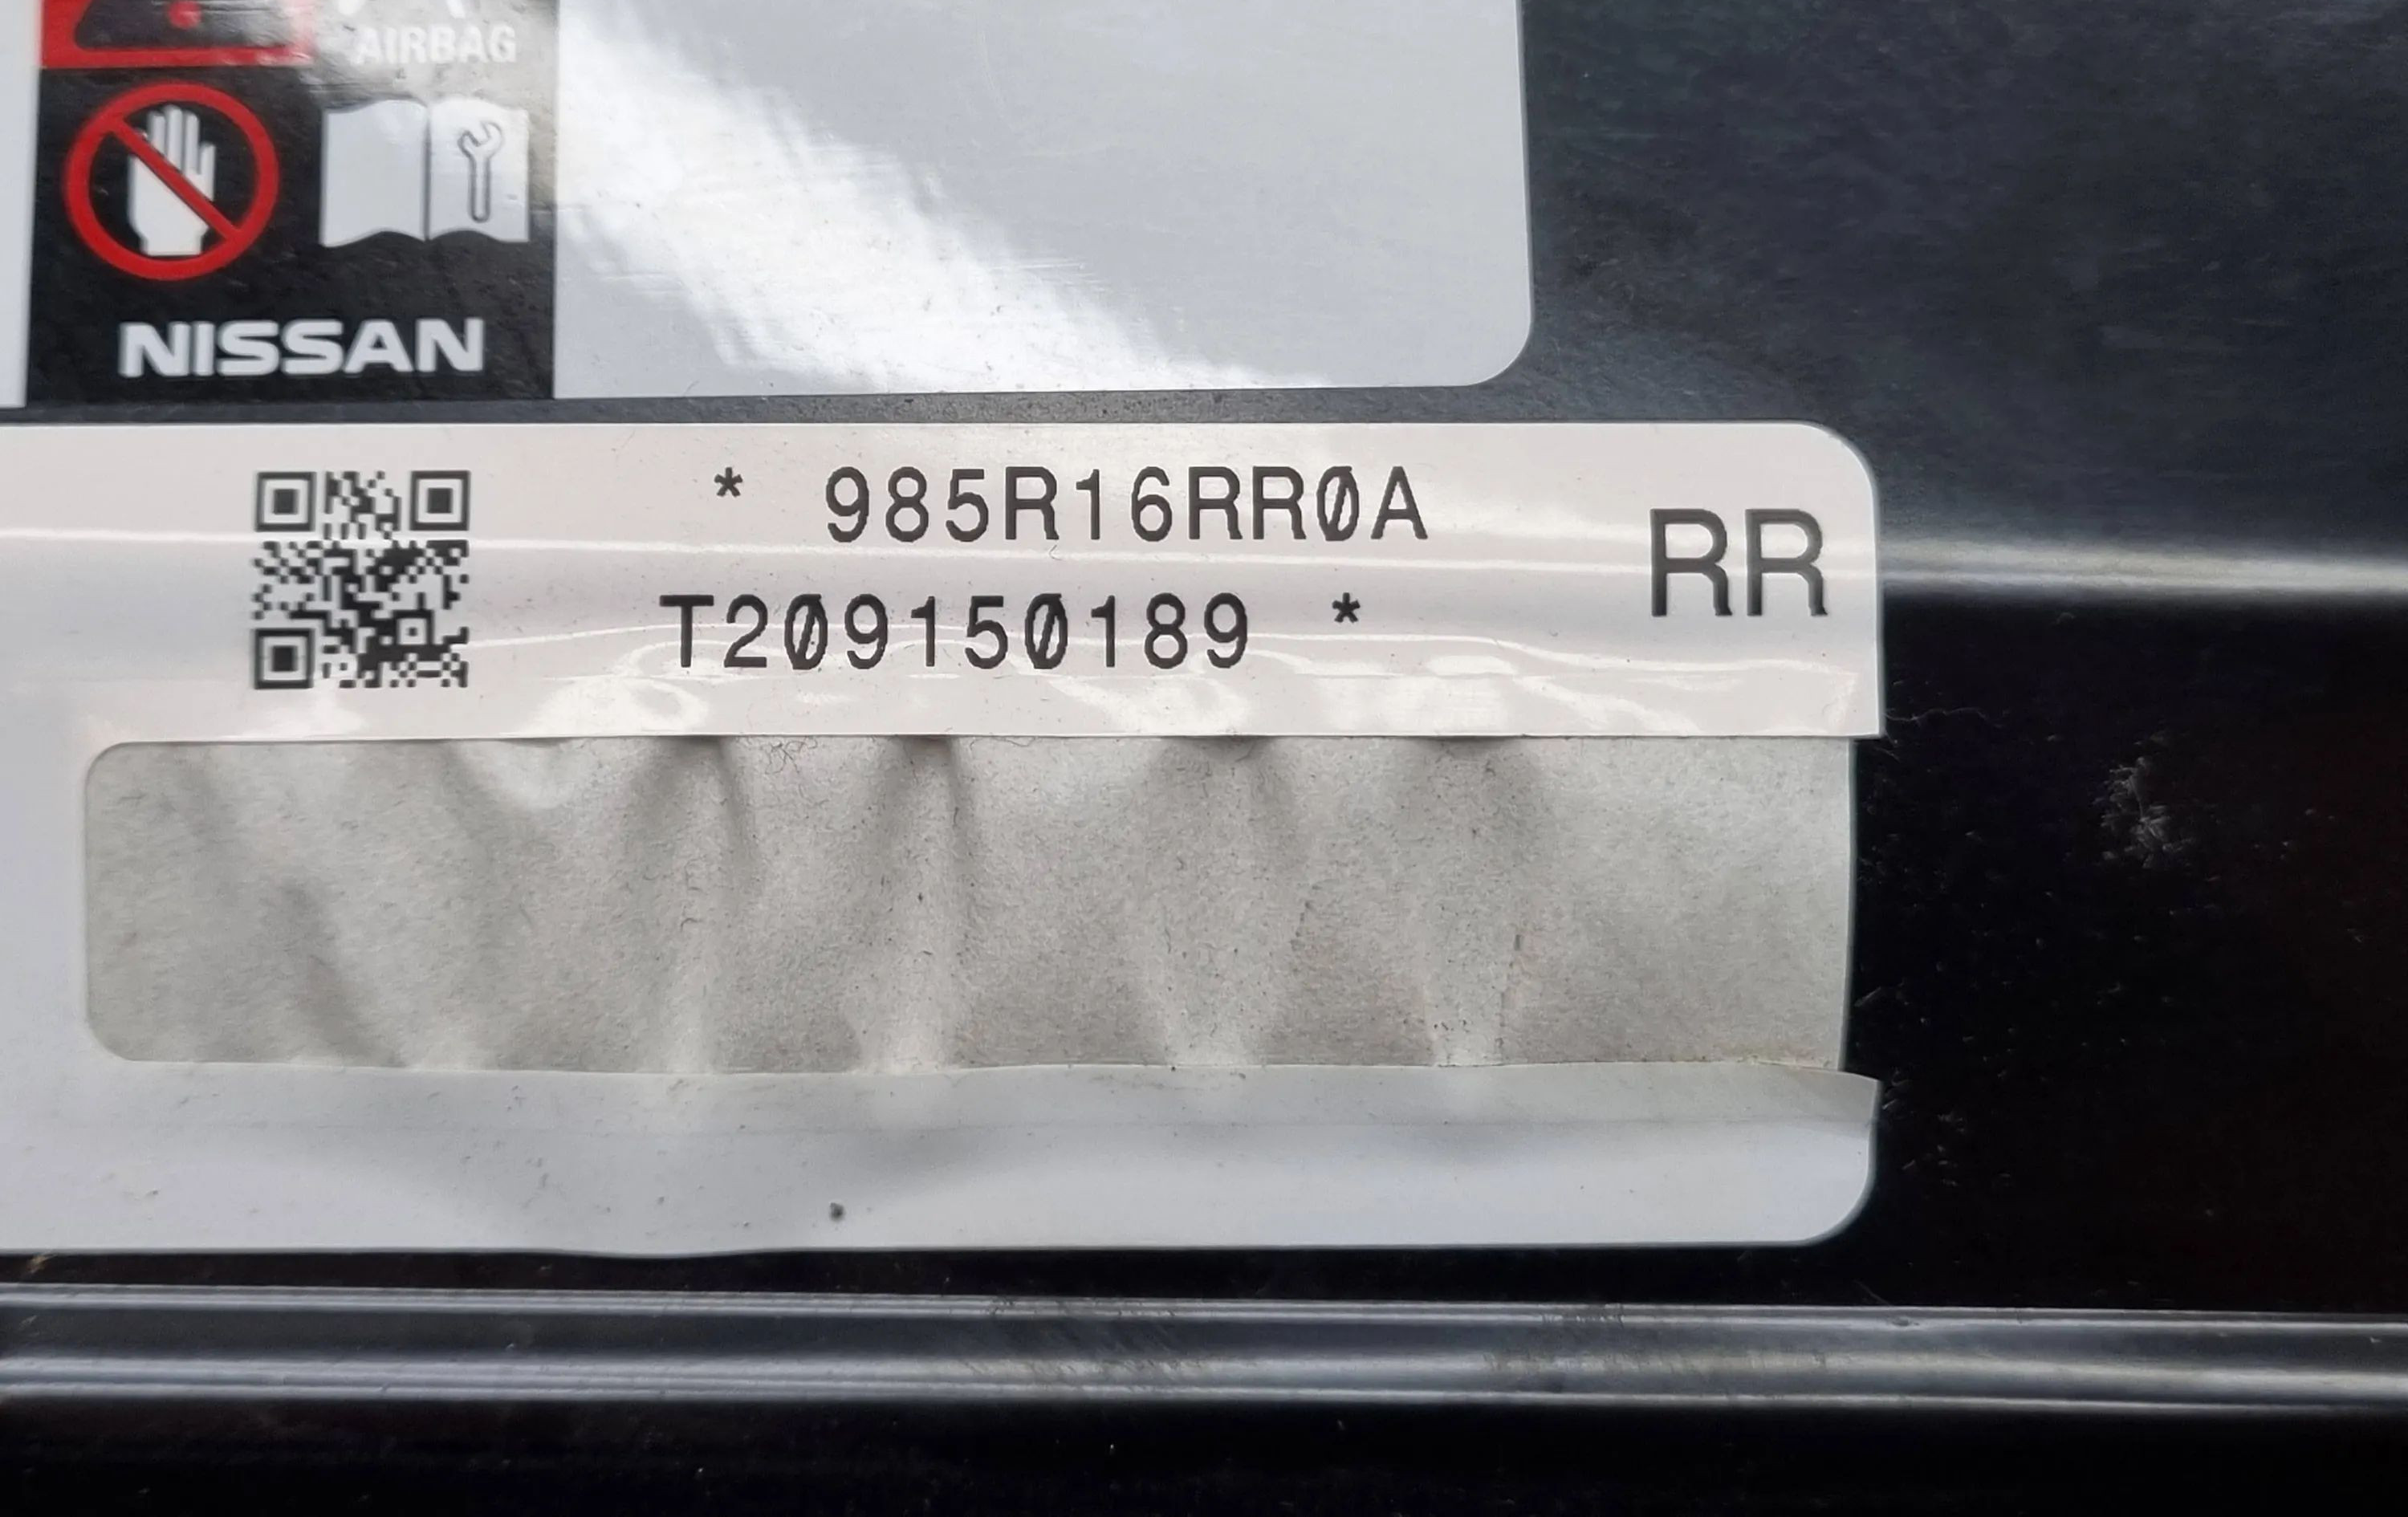 AIRBAG
NISSAN
* 985R16RR0A
T209150189 *
RR